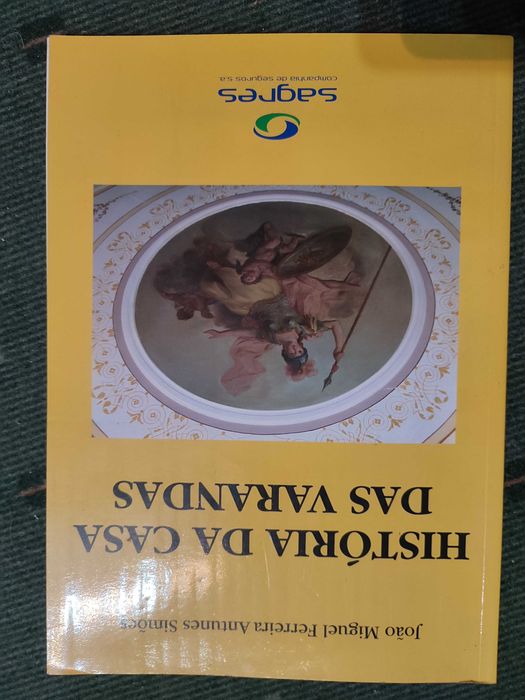 João Miguel Ferreira Antunes Simões
HISTÓRIA DA CASA
DAS VARANDAS
sagres
companhia de seguros s.a.